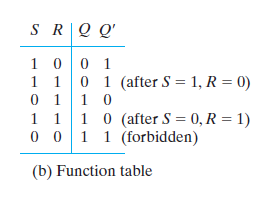 S R Q Q'
1 0 0 1
1 1 0 1 (after S = 1, R = 0)
0 1 1 0
1 1 1 0 (after S = 0, R = 1)
0 0 1 1 (forbidden)
(b) Function table